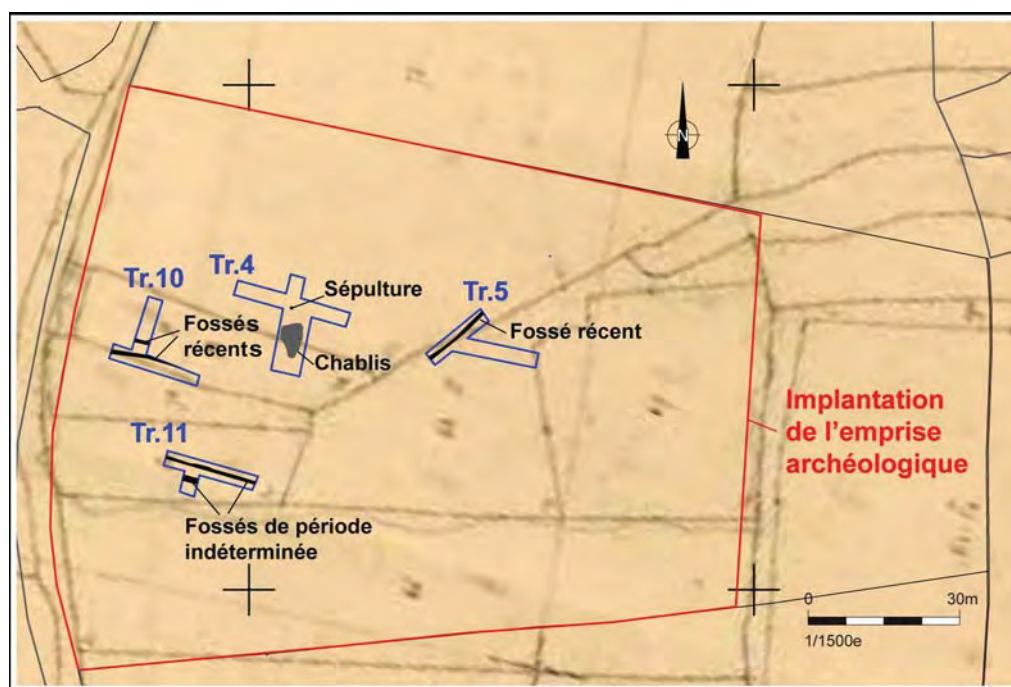 N
Tr.4
Tr.10
Sépulture
Tr.5
Fossés
récents
Fossé récent
Chablis
Implantation
de l'emprise
archéologique
Tr.11
Fossés de période
indéterminée
0 30m
1/1500e